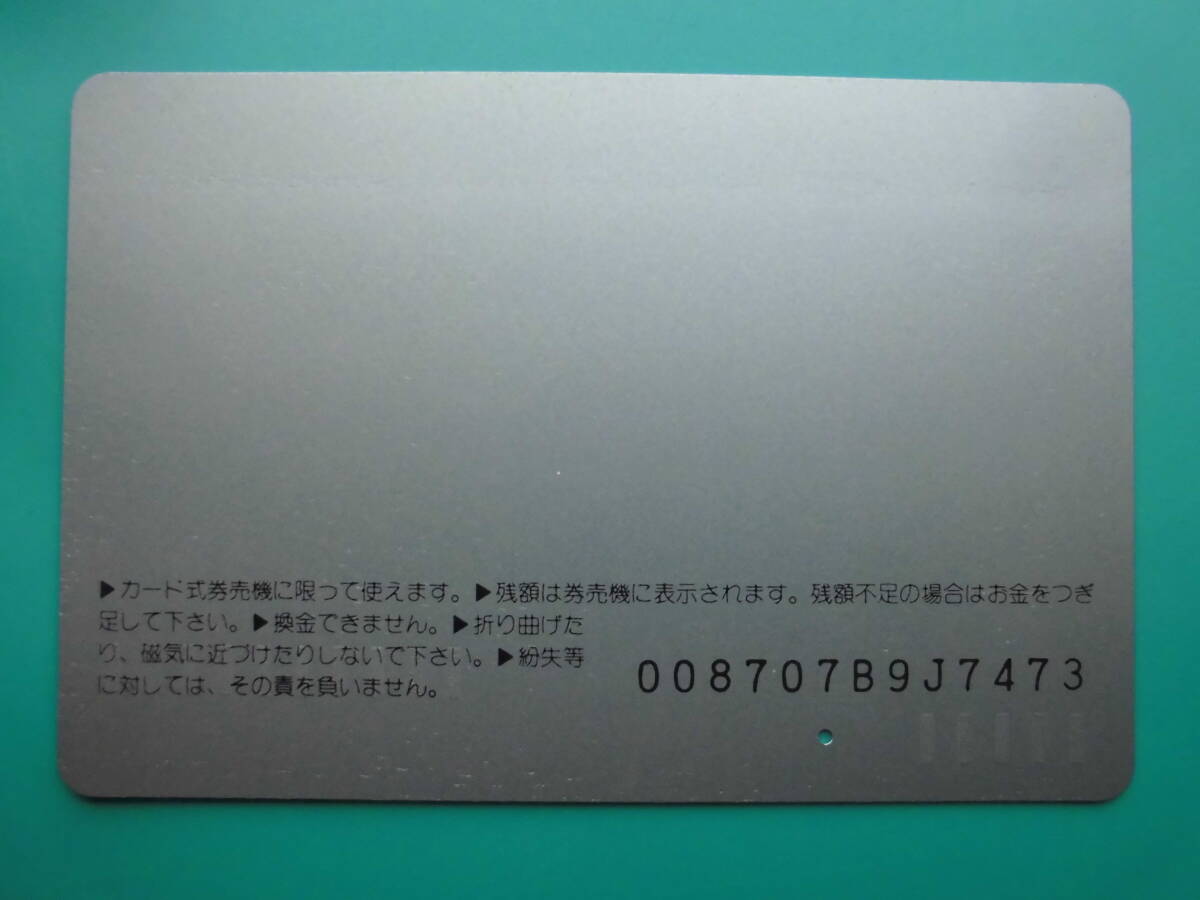 ▶カード式券売機に限って使えます。▶残額は券売機に表示されます。残額不足の場合はお金をつぎ
足して下さい。▶換金できません。▶折り曲げた
り、磁気に近づけたりしないで下さい。▶紛失等
に対しては、その責を負いません。
008707B9J7473